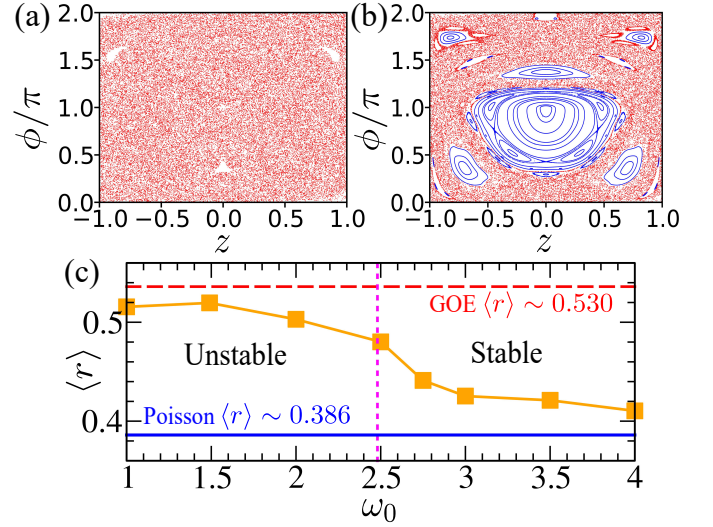 (a)
(b)
2.0
1.5
1.0
0.5
0.0
ϕ/π
−1.0 −0.5 0.0 0.5 1.0
z
2.0
1.5
1.0
0.5
0.0
ϕ/π
−1.0 −0.5 0.0 0.5 1.0
z
(c)
GOE ⟨r⟩ ∼ 0.530
0.5
Unstable
Stable
⟨r⟩
0.4
Poisson ⟨r⟩ ∼ 0.386
1 1.5 2 2.5 3 3.5 4
ω₀